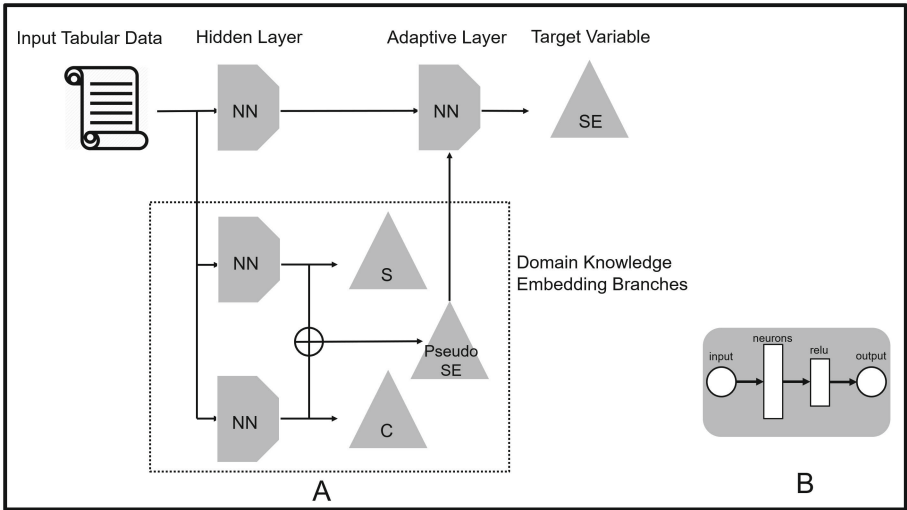 Input Tabular Data
Hidden Layer
Adaptive Layer
Target Variable
NN
NN
SE
NN
S
Domain Knowledge
Embedding Branches
Pseudo
SE
NN
C
A
input
neurons
relu
output
B